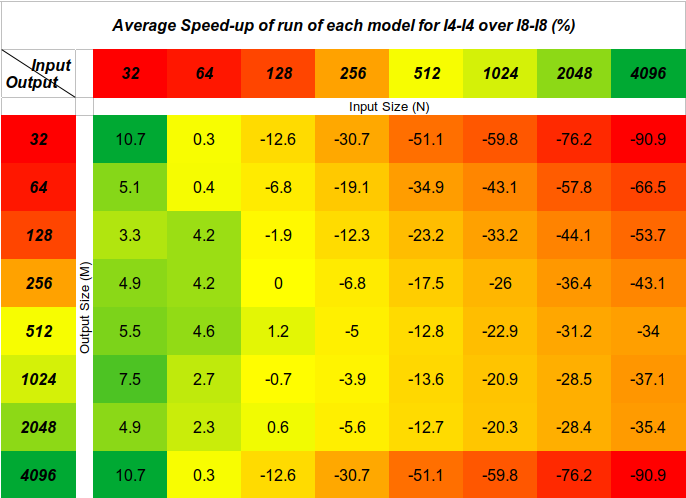 Average Speed-up of run of each model for I4-I4 over I8-I8 (%)
Input
Output
32 64 128 256 512 1024 2048 4096
Input Size (N)
Output Size (M)
32 10.7 0.3 -12.6 -30.7 -51.1 -59.8 -76.2 -90.9
64 5.1 0.4 -6.8 -19.1 -34.9 -43.1 -57.8 -66.5
128 3.3 4.2 -1.9 -12.3 -23.2 -33.2 -44.1 -53.7
256 4.9 4.2 0 -6.8 -17.5 -26 -36.4 -43.1
512 5.5 4.6 1.2 -5 -12.8 -22.9 -31.2 -34
1024 7.5 2.7 -0.7 -3.9 -13.6 -20.9 -28.5 -37.1
2048 4.9 2.3 0.6 -5.6 -12.7 -20.3 -28.4 -35.4
4096 10.7 0.3 -12.6 -30.7 -51.1 -59.8 -76.2 -90.9